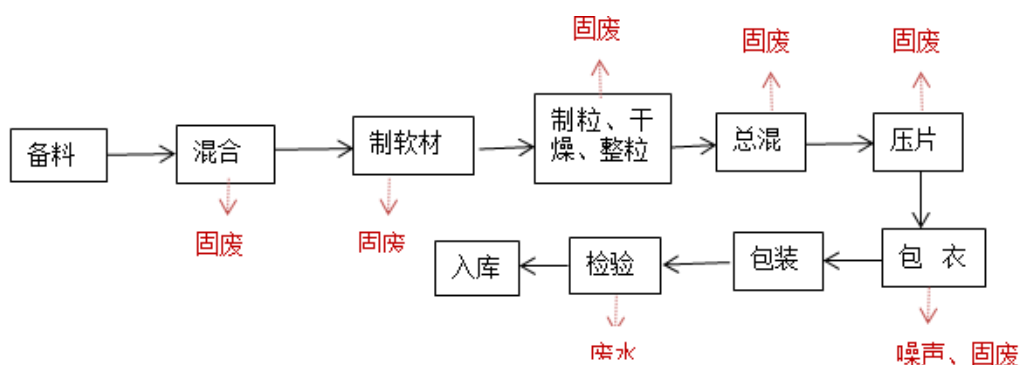 固废
固废
固废
备料
混合
制软材
制粒、干
燥、整粒
总混
压片
固废
固废
入库
检验
包装
包 衣
废水
噪声、固废